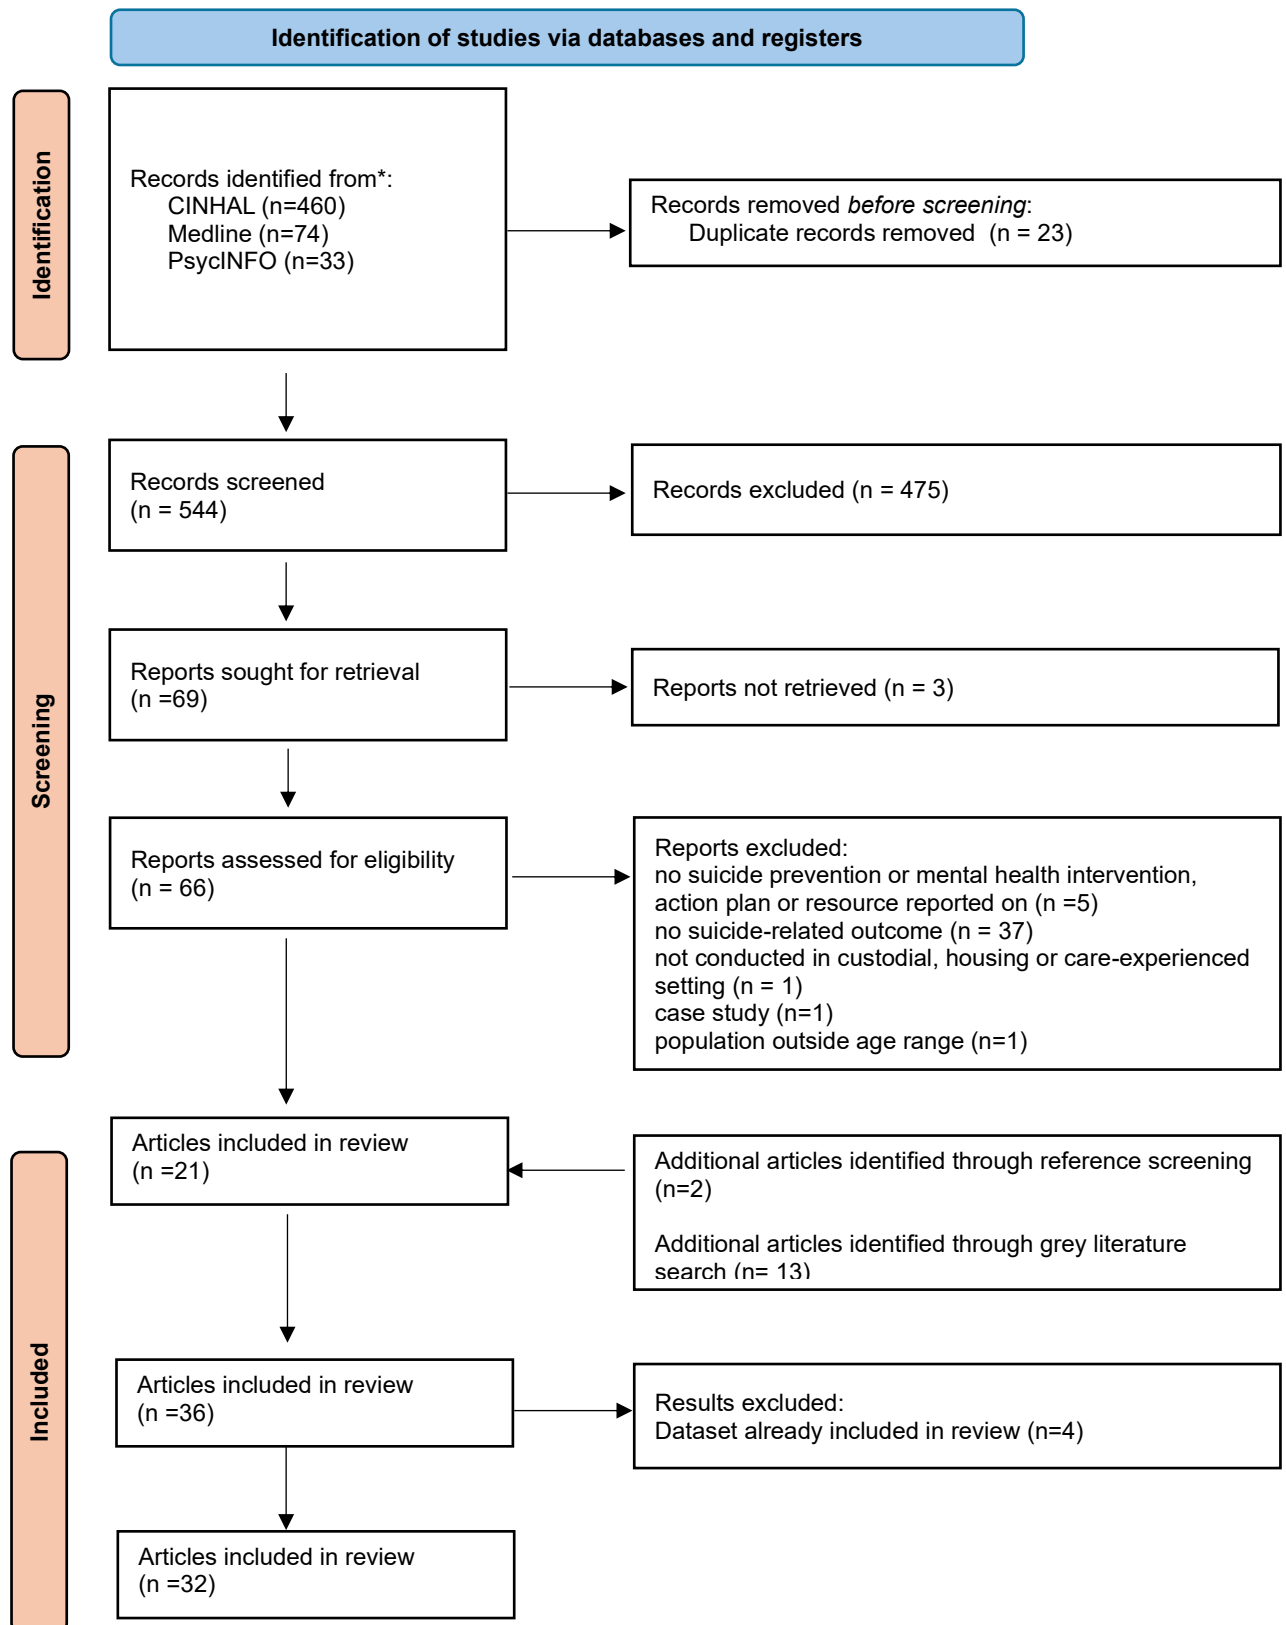 Identification of studies via databases and registers
Identification
Records identified from*:
CINHAL (n=460)
Medline (n=74)
PsycINFO (n=33)
Records removed before screening:
Duplicate records removed  (n = 23)
Screening
Records screened
(n = 544)
Records excluded (n = 475)
Reports sought for retrieval
(n =69)
Reports not retrieved (n = 3)
Reports assessed for eligibility
(n = 66)
Reports excluded:
no suicide prevention or mental health intervention,
action plan or resource reported on (n =5)
no suicide-related outcome (n = 37)
not conducted in custodial, housing or care-experienced
setting (n = 1)
case study (n=1)
population outside age range (n=1)
Included
Articles included in review
(n =21)
Additional articles identified through reference screening
(n=2)
Additional articles identified through grey literature
search (n= 13)
Articles included in review
(n =36)
Results excluded:
Dataset already included in review (n=4)
Articles included in review
(n =32)